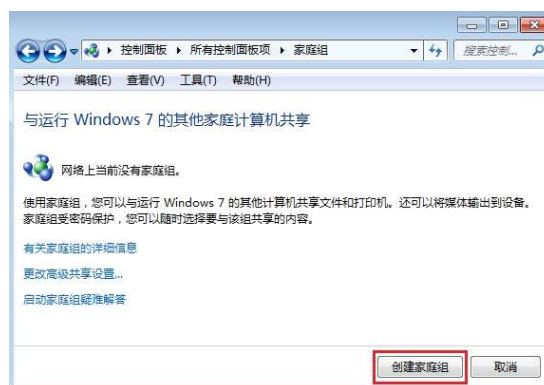 控制面板 ▸ 所有控制面板项 ▸ 家庭组
搜索控制...
文件(F) 编辑(E) 查看(V) 工具(T) 帮助(H)
与运行 Windows 7 的其他家庭计算机共享
网络上当前没有家庭组。
使用家庭组，您可以与运行 Windows 7 的其他计算机共享文件和打印机。还可以将媒体输出到设备。
家庭组受密码保护，您可以随时选择要与该组共享的内容。
有关家庭组的详细信息
更改高级共享设置...
启动家庭组疑难解答
创建家庭组 取消